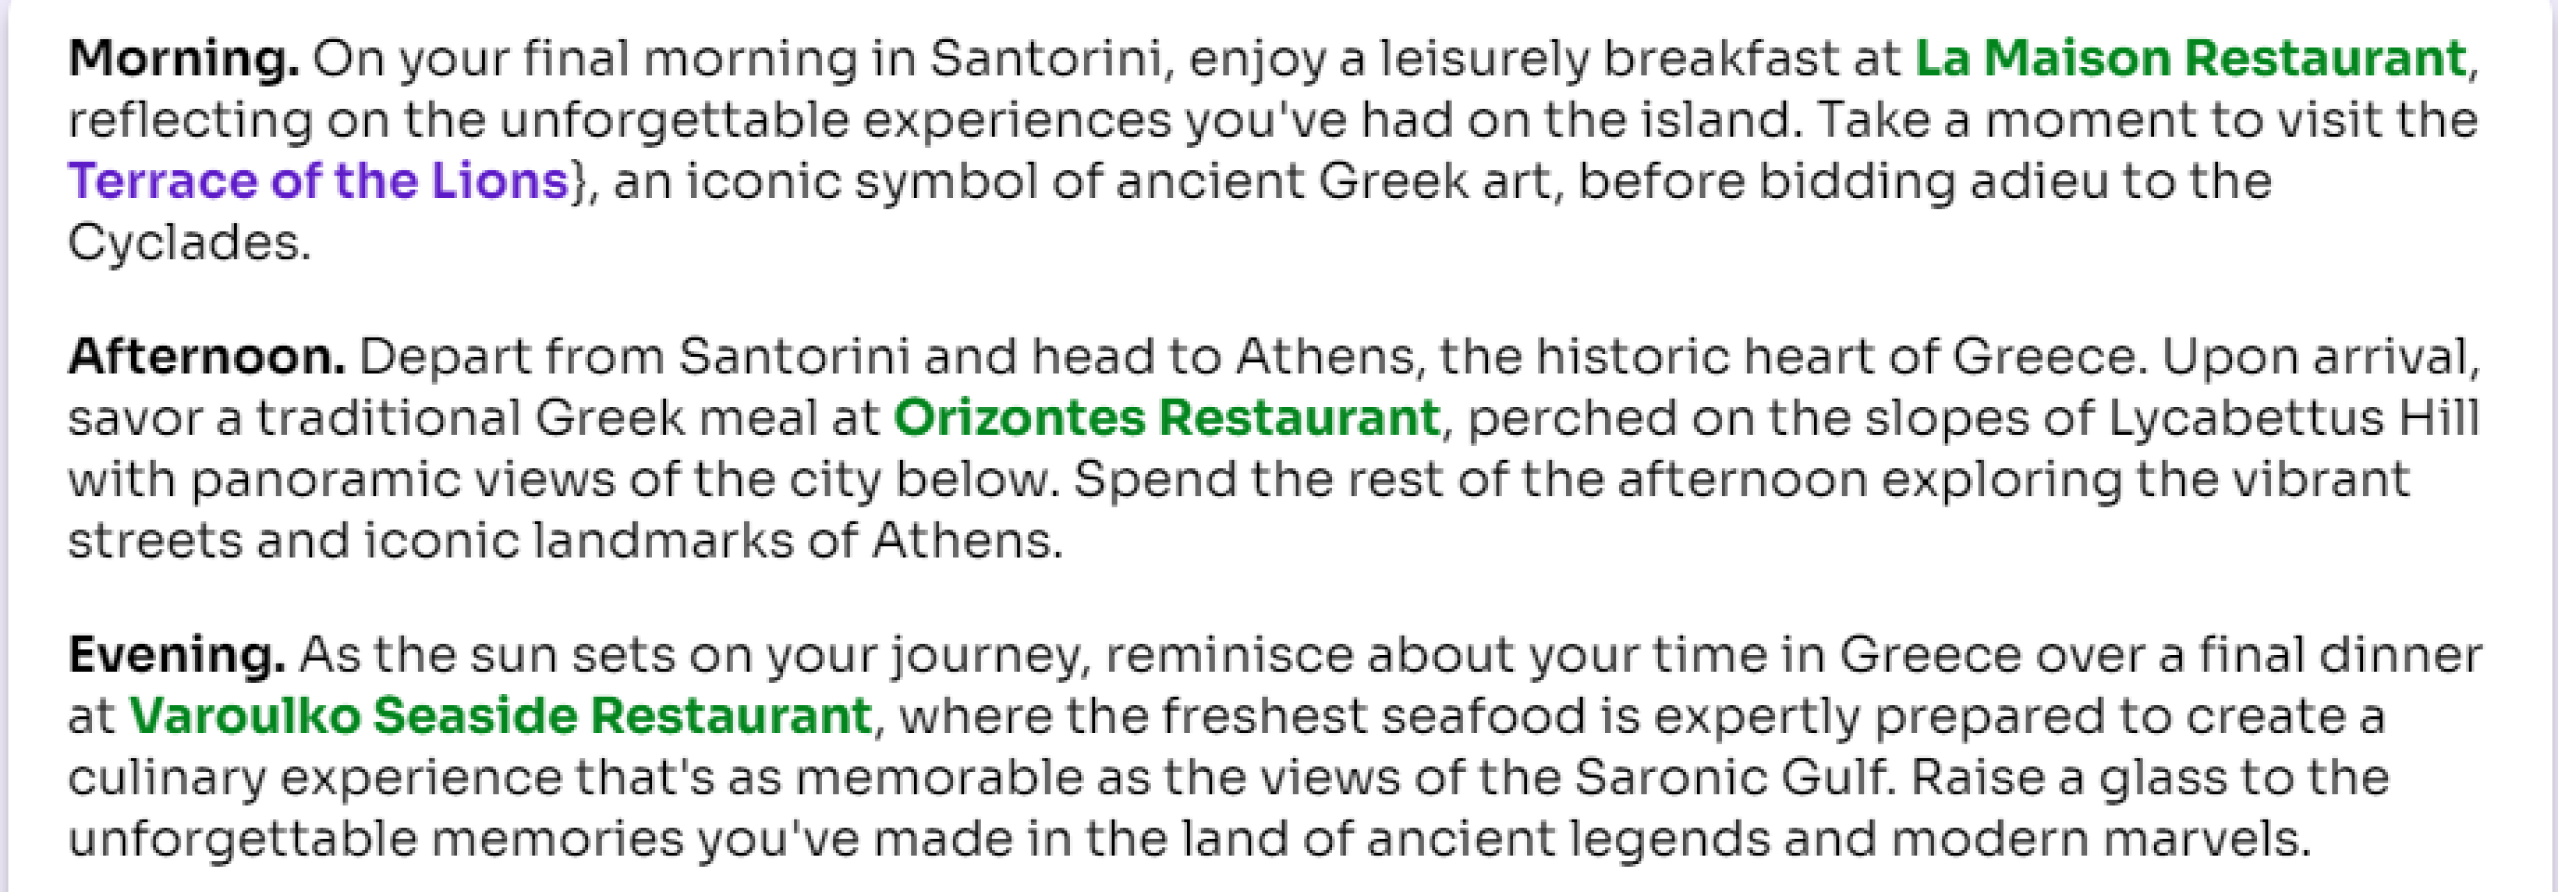 Morning. On your final morning in Santorini, enjoy a leisurely breakfast at La Maison Restaurant,
reflecting on the unforgettable experiences you've had on the island. Take a moment to visit the
Terrace of the Lions}, an iconic symbol of ancient Greek art, before bidding adieu to the
Cyclades.
Afternoon. Depart from Santorini and head to Athens, the historic heart of Greece. Upon arrival,
savor a traditional Greek meal at Orizontes Restaurant, perched on the slopes of Lycabettus Hill
with panoramic views of the city below. Spend the rest of the afternoon exploring the vibrant
streets and iconic landmarks of Athens.
Evening. As the sun sets on your journey, reminisce about your time in Greece over a final dinner
at Varoulko Seaside Restaurant, where the freshest seafood is expertly prepared to create a
culinary experience that's as memorable as the views of the Saronic Gulf. Raise a glass to the
unforgettable memories you've made in the land of ancient legends and modern marvels.